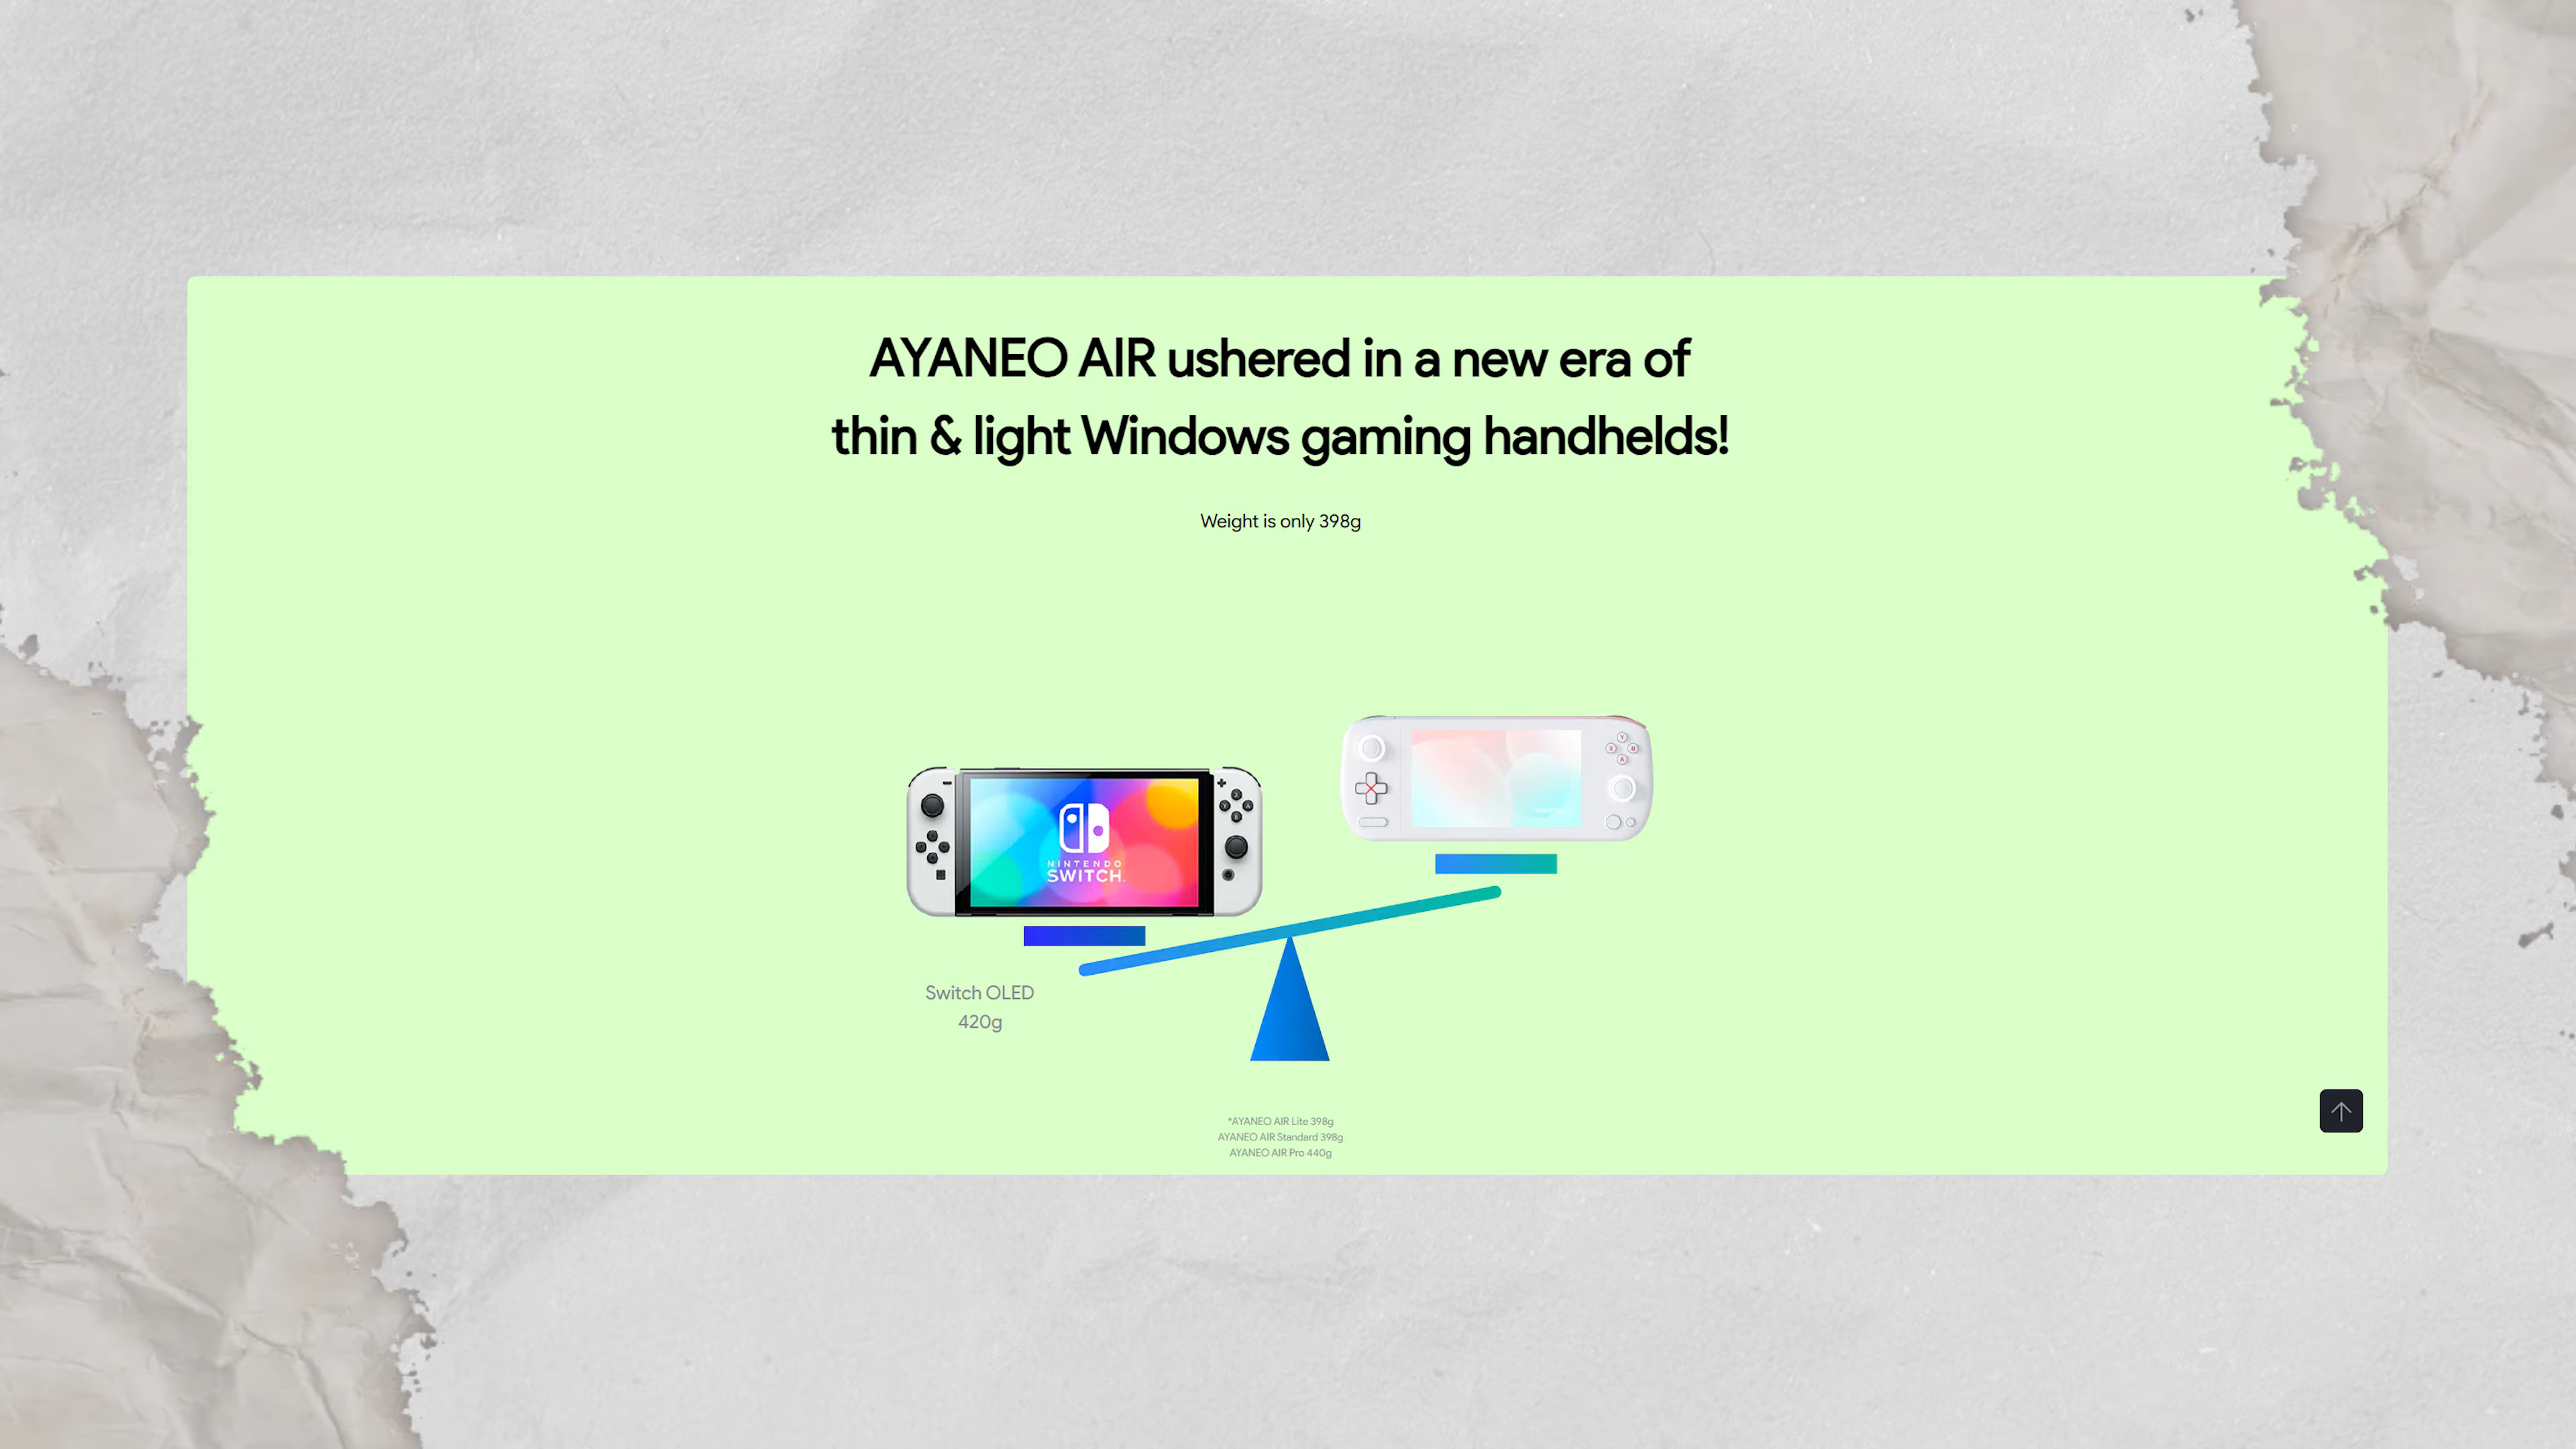 AYANEO AIR ushered in a new era of
thin & light Windows gaming handhelds!
Weight is only 398g
NINTENDO
SWITCH
Switch OLED
420g
*AYANEO AIR Lite 398g
AYANEO AIR Standard 398g
AYANEO AIR Pro 440g